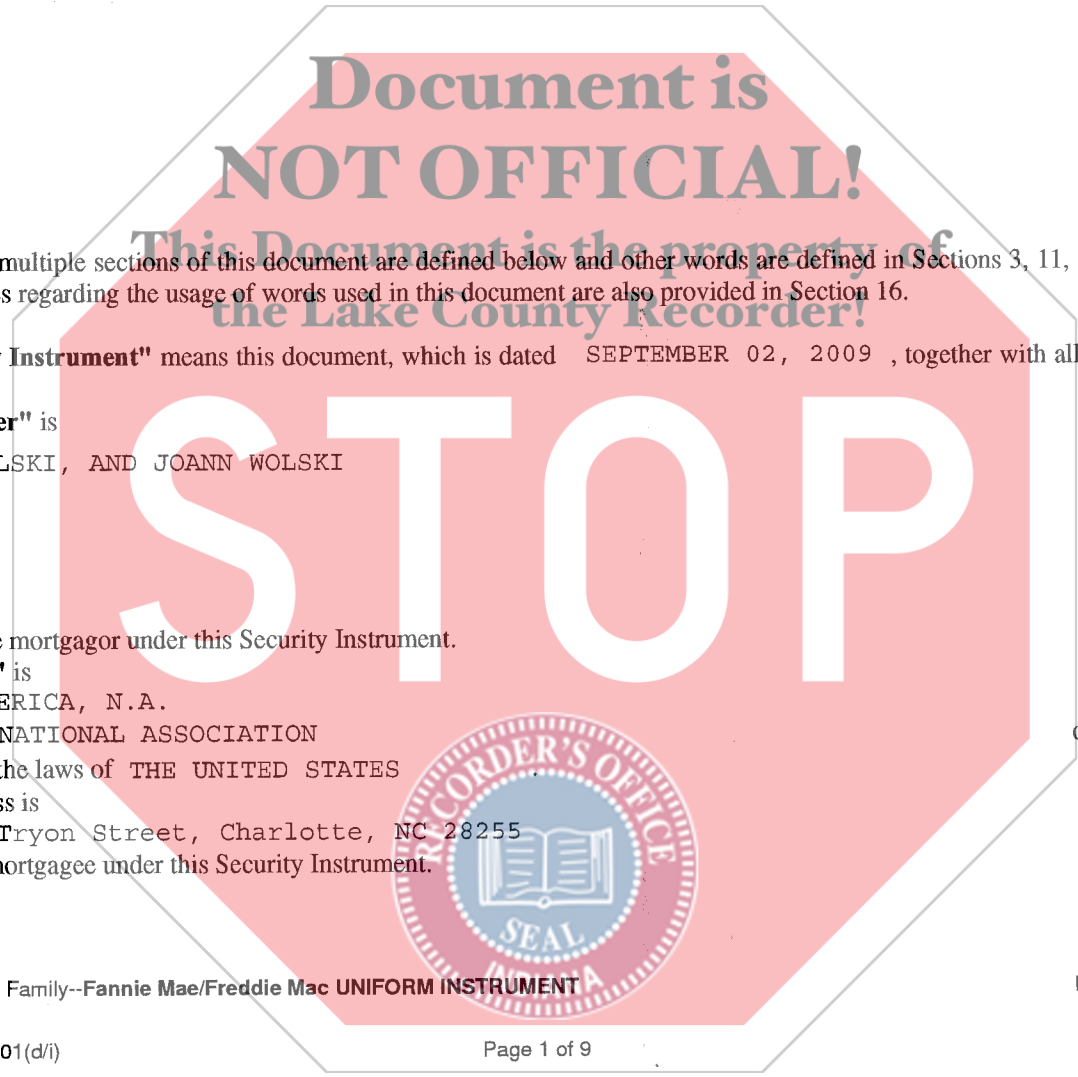 Document is
NOT OFFICIAL!
This Document is the property of
the Lake County Recorder!
multiple sections of this document are defined below and other words are defined in Sections 3, 11,
s regarding the usage of words used in this document are also provided in Section 16.
Instrument" means this document, which is dated SEPTEMBER 02, 2009 , together with all
er" is
LSKI, AND JOANN WOLSKI
STOP
mortgagor under this Security Instrument.
" is
ERICA, N.A.
NATIONAL ASSOCIATION
the laws of THE UNITED STATES
ss is
Tryon Street, Charlotte, NC 28255
mortgagee under this Security Instrument.
RECORDER'S OFFICE
SEAL
INDIANA
Family--Fannie Mae/Freddie Mac UNIFORM INSTRUMENT
01(d/i)
Page 1 of 9